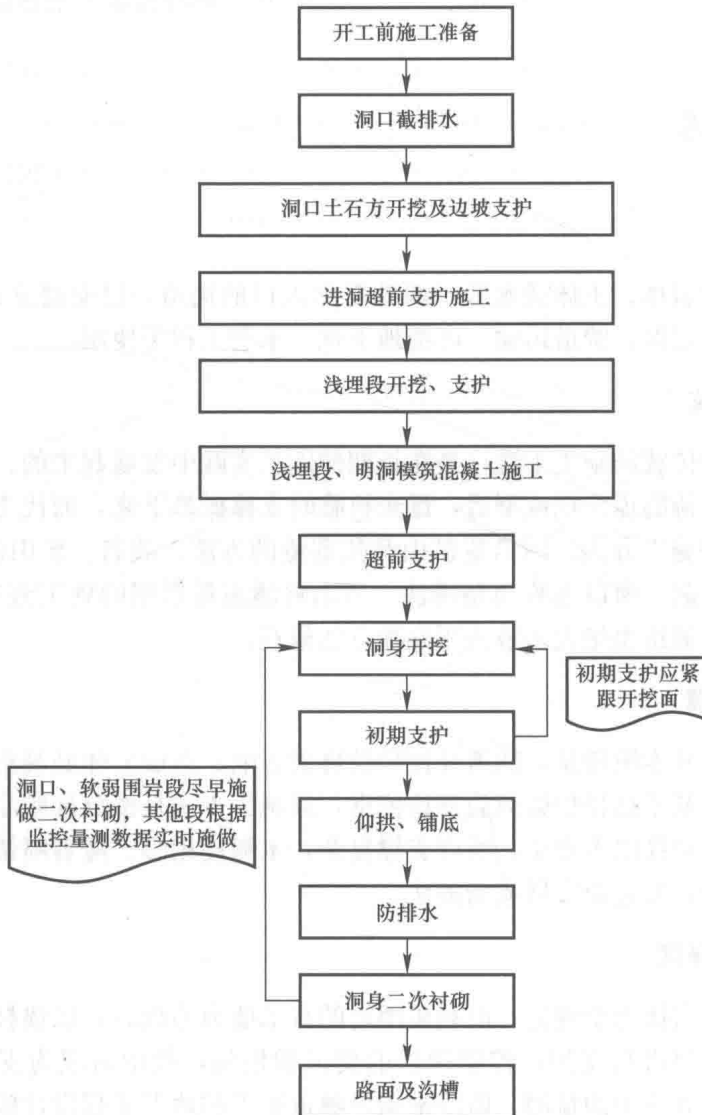 开工前施工准备
洞口截排水
洞口土石方开挖及边坡支护
进洞超前支护施工
浅埋段开挖、支护
浅埋段、明洞模筑混凝土施工
超前支护
洞身开挖
初期支护应紧
跟开挖面
初期支护
洞口、软弱围岩段尽早施
做二次衬砌，其他段根据
监控量测数据实时施做
仰拱、铺底
防排水
洞身二次衬砌
路面及沟槽